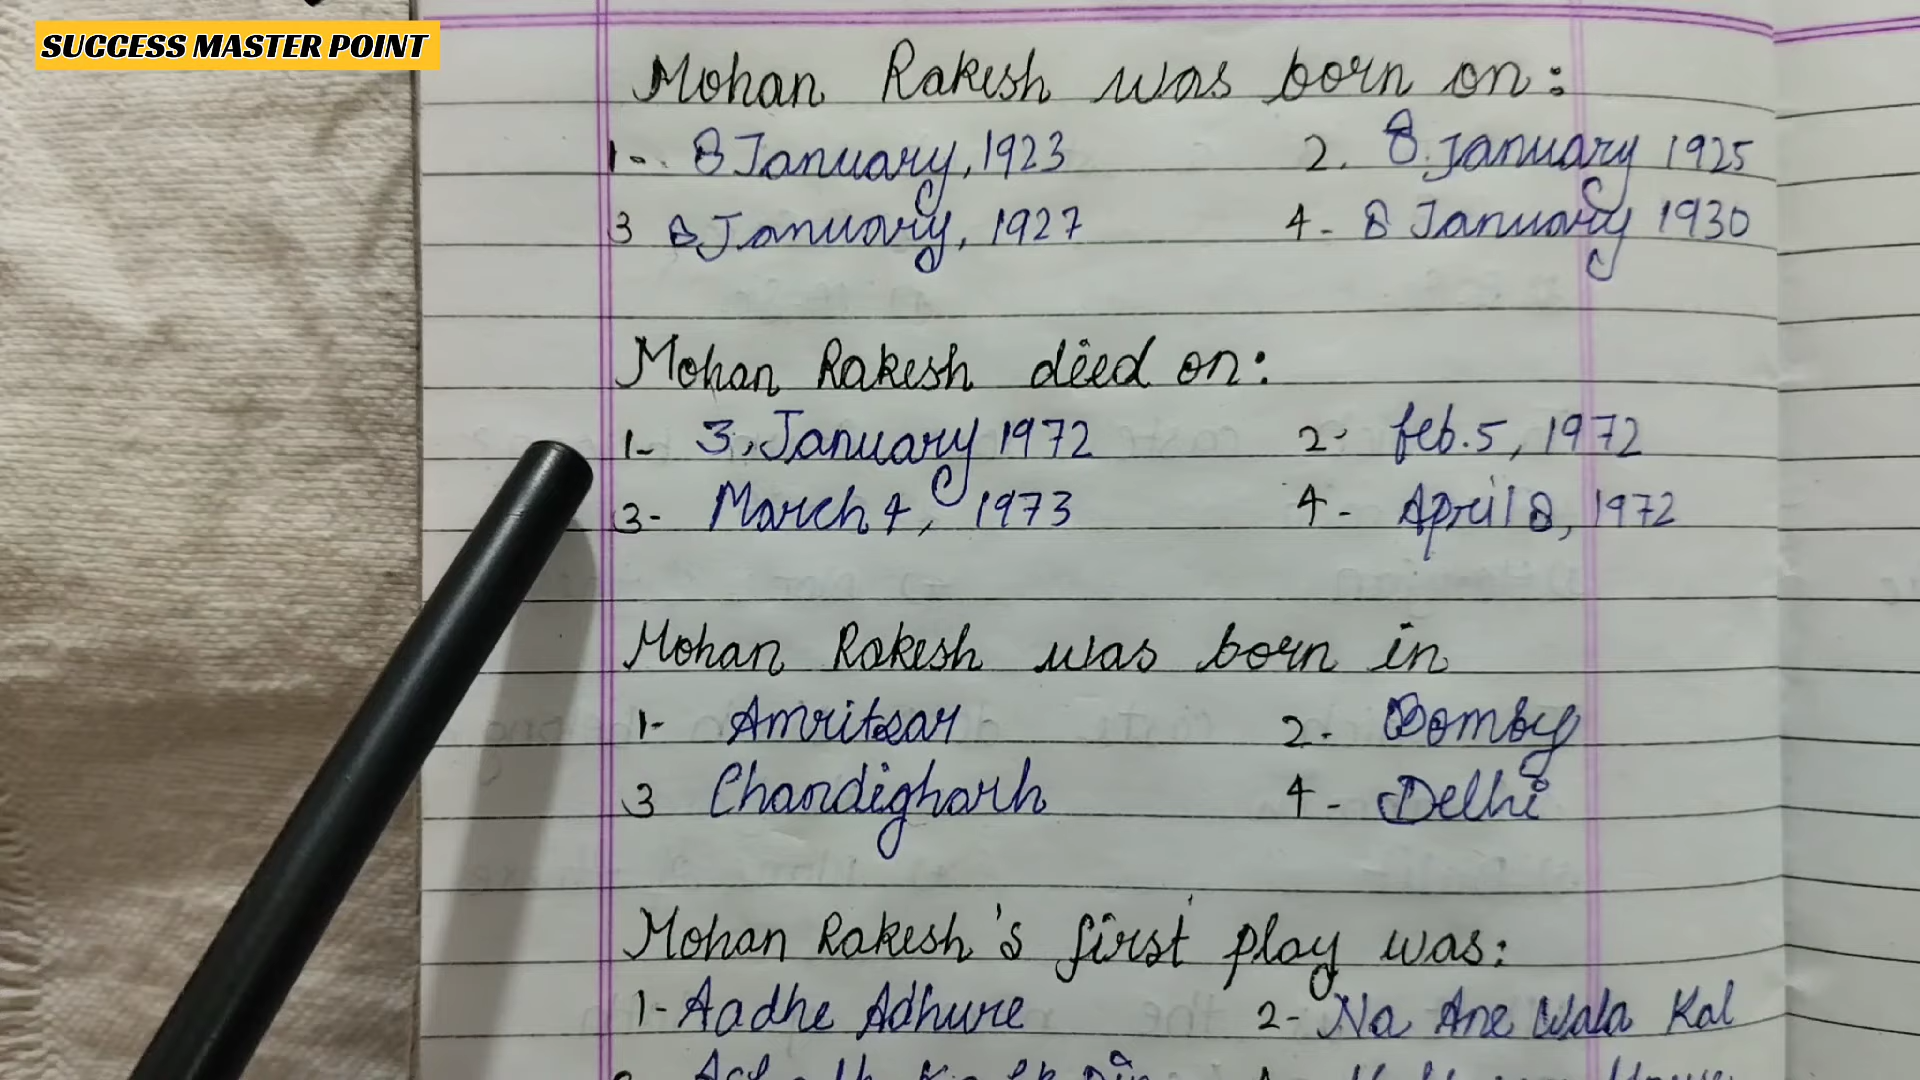 SUCCESS MASTER POINT
Mohan Rakesh was born on:
1-. 8 January, 1923 2. 8. January 1925
3 8 January, 1927 4- 8 January 1930
Mohan Rakesh died on:
1- 3, January 1972 2- feb. 5, 1972
3- March 4, 1973 4- April 8, 1972
Mohan Rakesh was born in
1- Amritsar 2- Bomby
3 Chandigharh 4- Delhi
Mohan Rakesh's first play was:
1- Aadhe Adhure 2- Na Ane Wala Kal